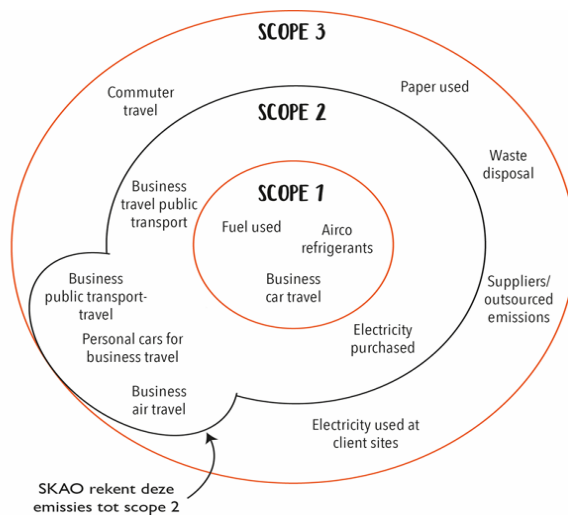 SCOPE 3
Commuter
travel
Paper used
SCOPE 2
Waste
disposal
Business
travel public
transport
SCOPE 1
Fuel used
Airco
refrigerants
Business
car travel
Business
public transport-
travel
Suppliers/
outsourced
emissions
Personal cars for
business travel
Electricity
purchased
Business
air travel
Electricity used at
client sites
SKAO rekent deze
emissies tot scope 2